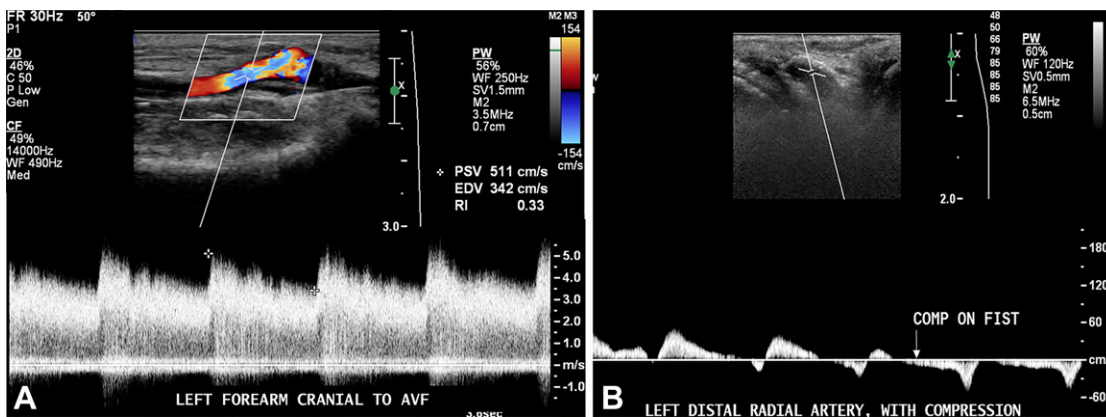 FR 30Hz 50°
P1
2D
46%
C 50
P Low
Gen
CF
49%
14000Hz
WF 490Hz
Med
M2 M3
154
-154
cm/s
PW
56%
WF 250Hz
SV1.5mm
M2
3.5MHz
0.7cm
x
3.0
PSV 511 cm/s
EDV 342 cm/s
RI 0.33
5.0
4.0
3.0
2.0
1.0
m/s
-1.0
A
LEFT FOREARM CRANIAL TO AVF
PW
60%
WF 120Hz
SV0.5mm
M2
6.5MHz
0.5cm
48
50
66
79
85
85
85
85
x
2.0
180
120
60
cm
-60
COMP ON FIST
B
LEFT DISTAL RADIAL ARTERY, WITH COMPRESSION